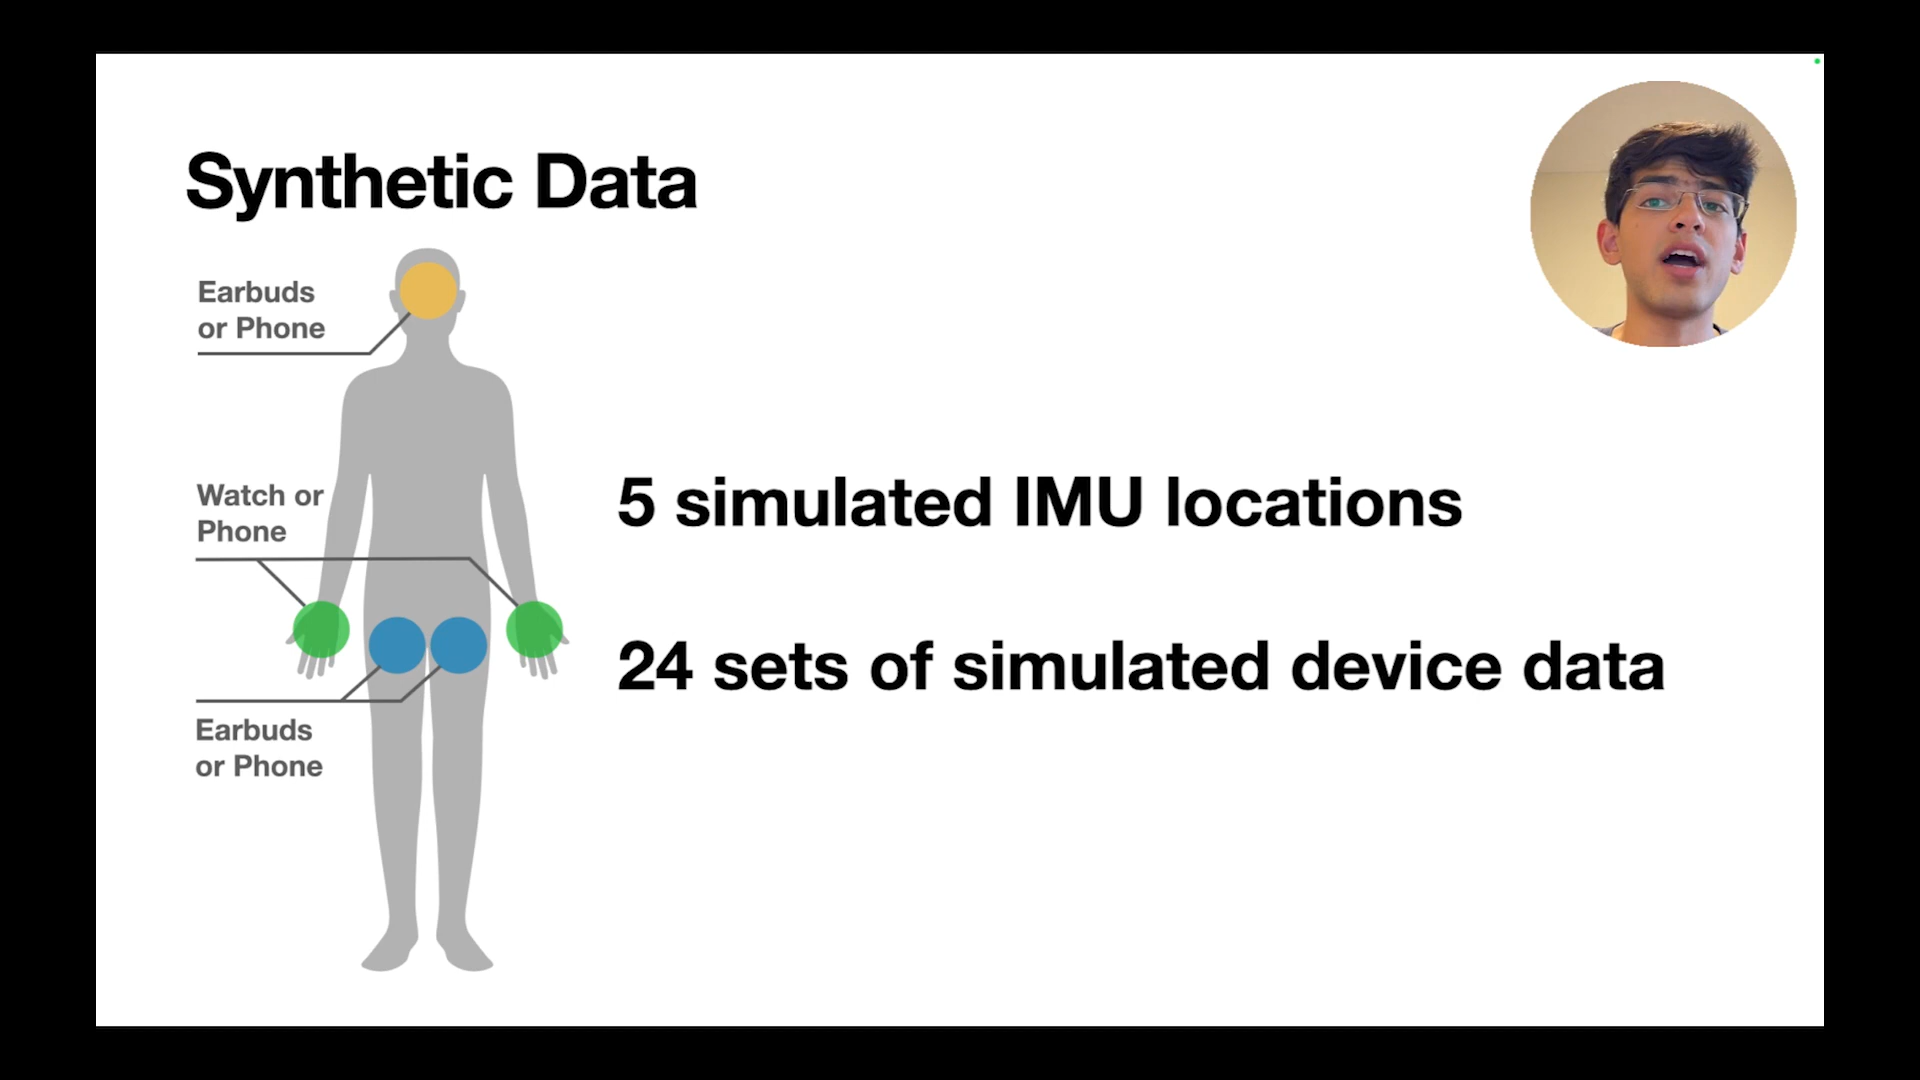 Synthetic Data
Earbuds
or Phone
Watch or
Phone
Earbuds
or Phone
5 simulated IMU locations
24 sets of simulated device data